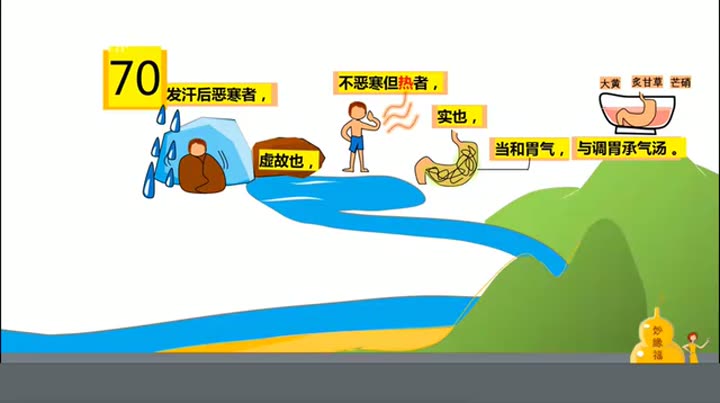 70
发汗后恶寒者，
虚故也，
不恶寒但热者，
实也，
当和胃气，
与调胃承气汤。
大黄 炙甘草 芒硝
妙缘福